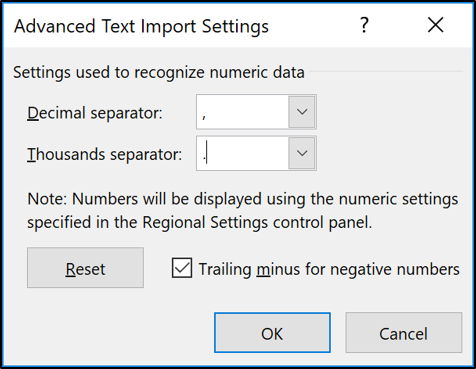 Advanced Text Import Settings ?
Settings used to recognize numeric data
Decimal separator: ,
Thousands separator: .
Note: Numbers will be displayed using the numeric settings
specified in the Regional Settings control panel.
Reset Trailing minus for negative numbers
OK Cancel